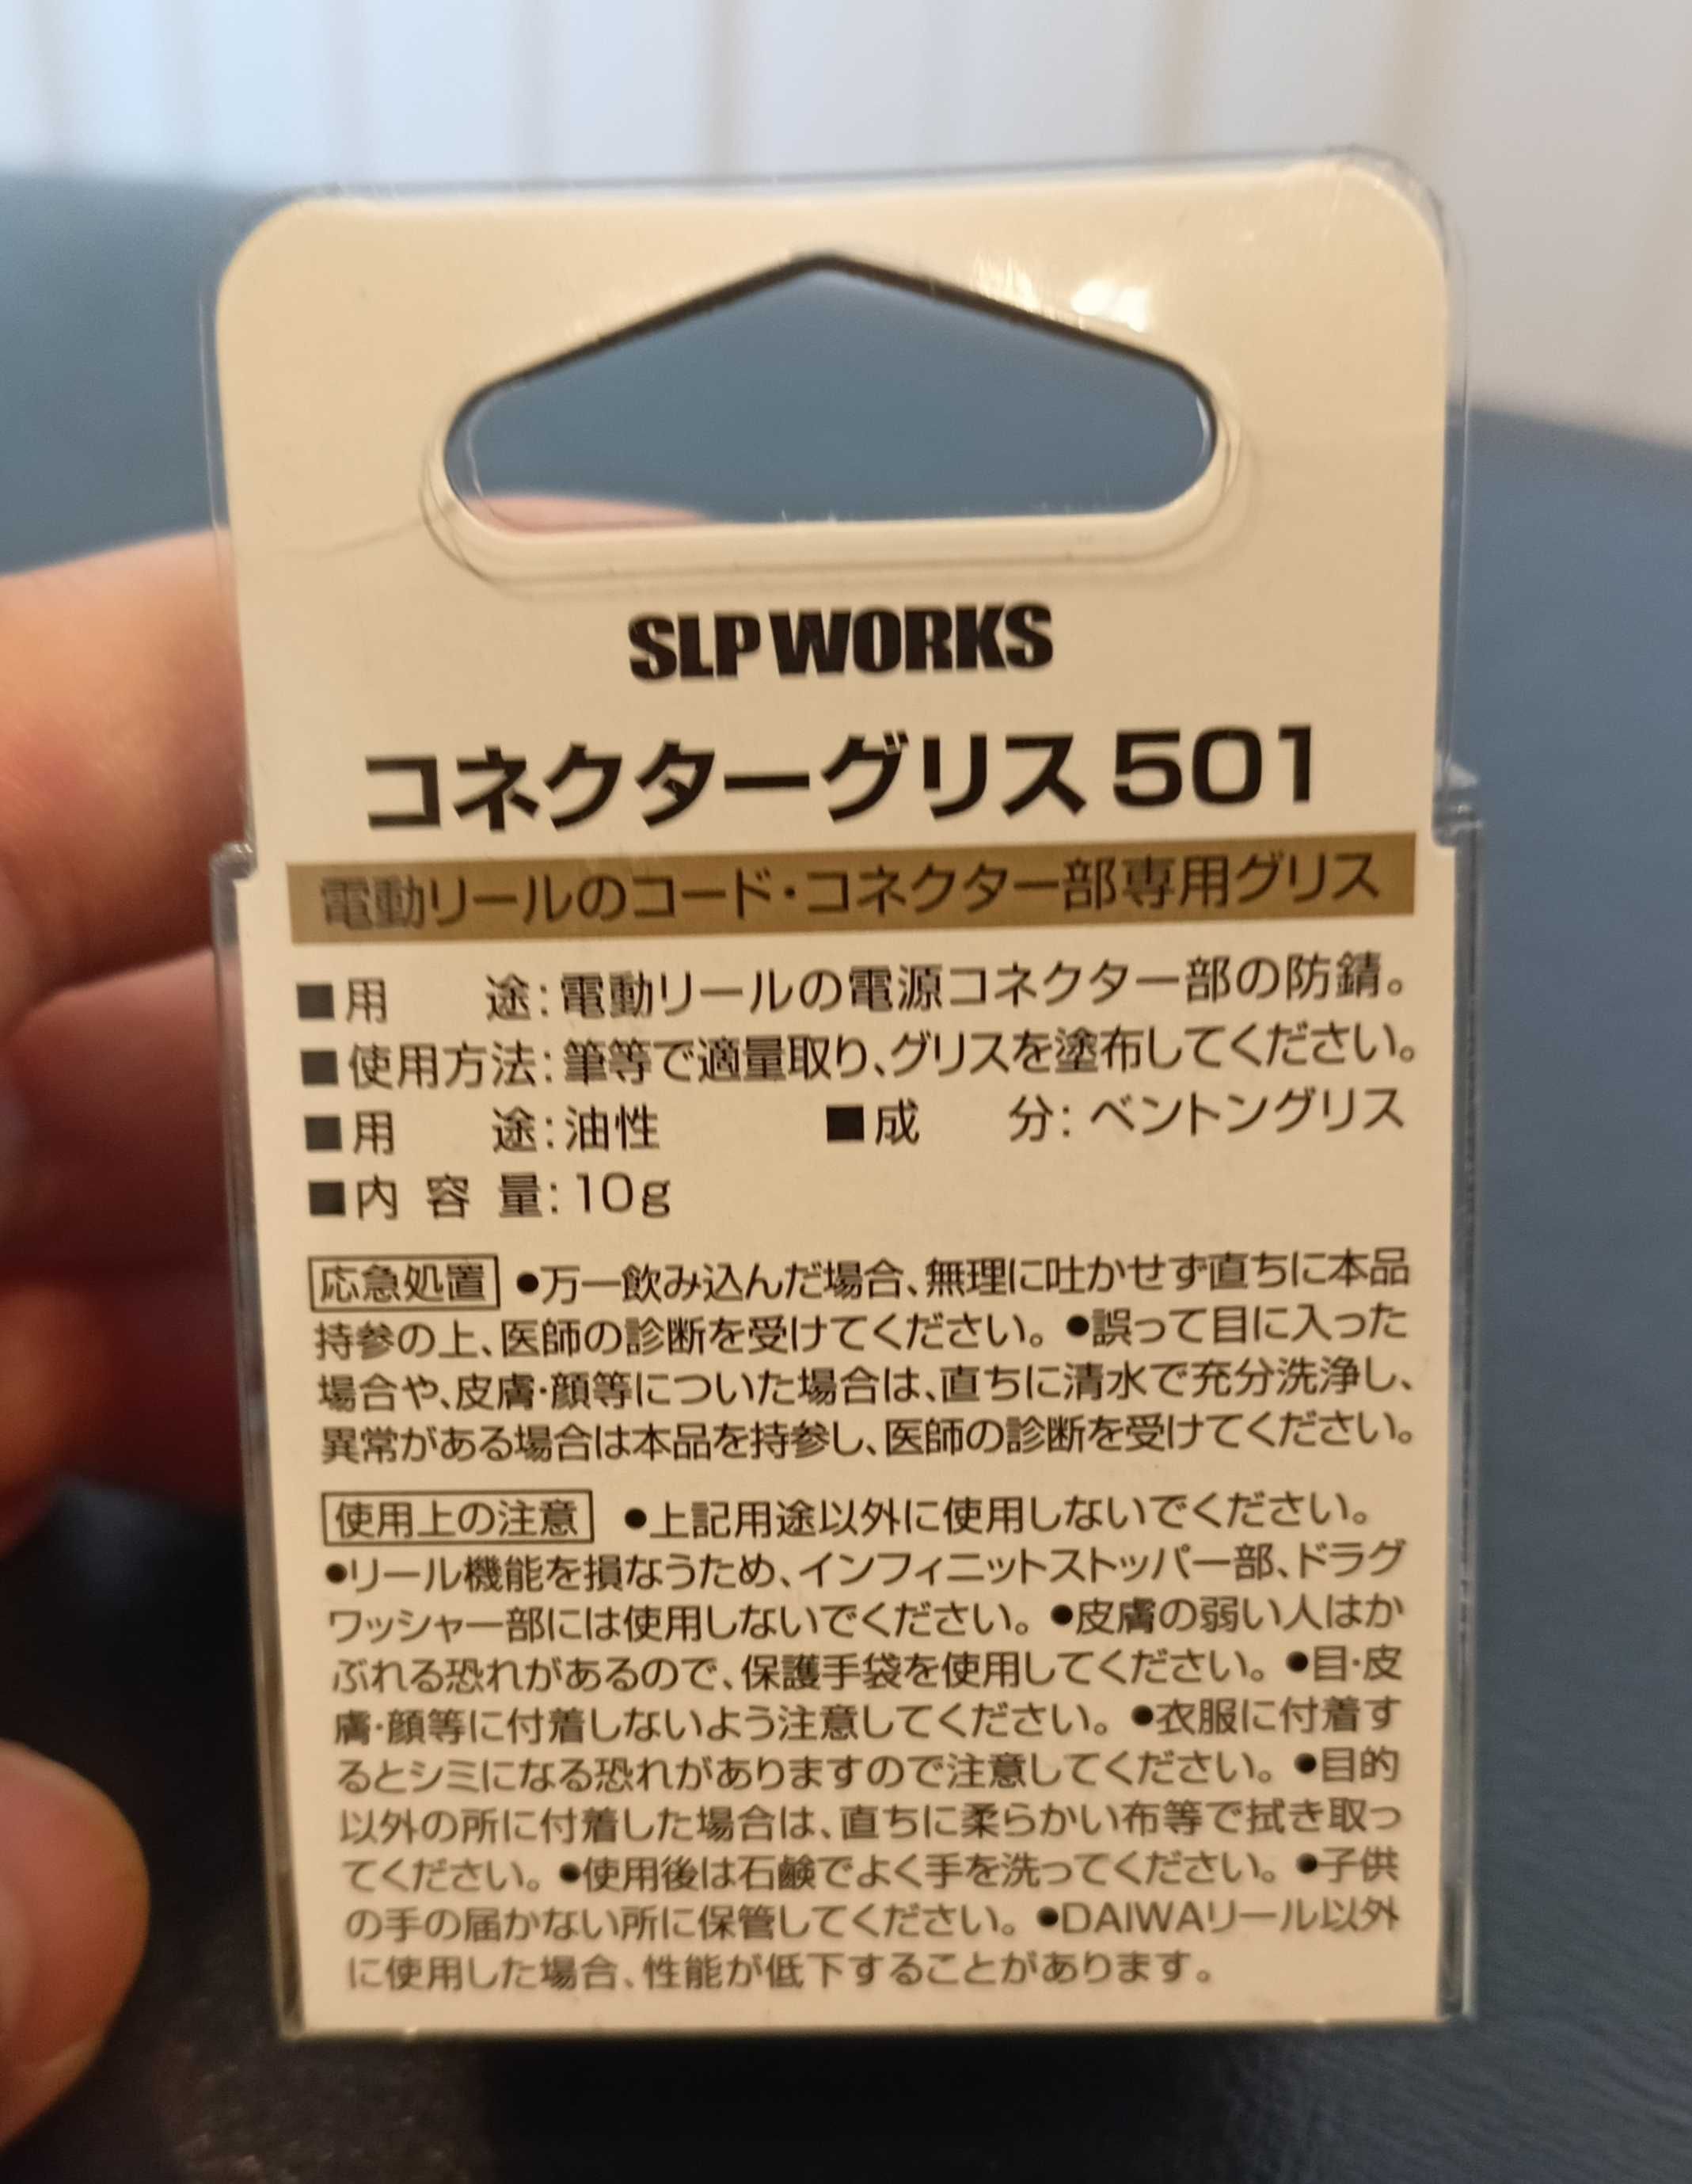 SLP WORKS
コネクターグリス 501
電動リールのコード・コネクター部専用グリス
■用　　途:電動リールの電源コネクター部の防錆。
■使用方法:筆等で適量取り、グリスを塗布してください。
■用　　途:油性　　　■成　　分:ベントングリス
■内 容 量:10g
応急処置 ●万一飲み込んだ場合、無理に吐かせず直ちに本品
持参の上、医師の診断を受けてください。●誤って目に入った
場合や、皮膚・顔等についた場合は、直ちに清水で充分洗浄し、
異常がある場合は本品を持参し、医師の診断を受けてください。
使用上の注意 ●上記用途以外に使用しないでください。
●リール機能を損なうため、インフィニットストッパー部、ドラグ
ワッシャー部には使用しないでください。●皮膚の弱い人はか
ぶれる恐れがあるので、保護手袋を使用してください。●目・皮
膚・顔等に付着しないよう注意してください。●衣服に付着す
るとシミになる恐れがありますので注意してください。●目的
以外の所に付着した場合は、直ちに柔らかい布等で拭き取っ
てください。●使用後は石鹸でよく手を洗ってください。●子供
の手の届かない所に保管してください。●DAIWAリール以外
に使用した場合、性能が低下することがあります。